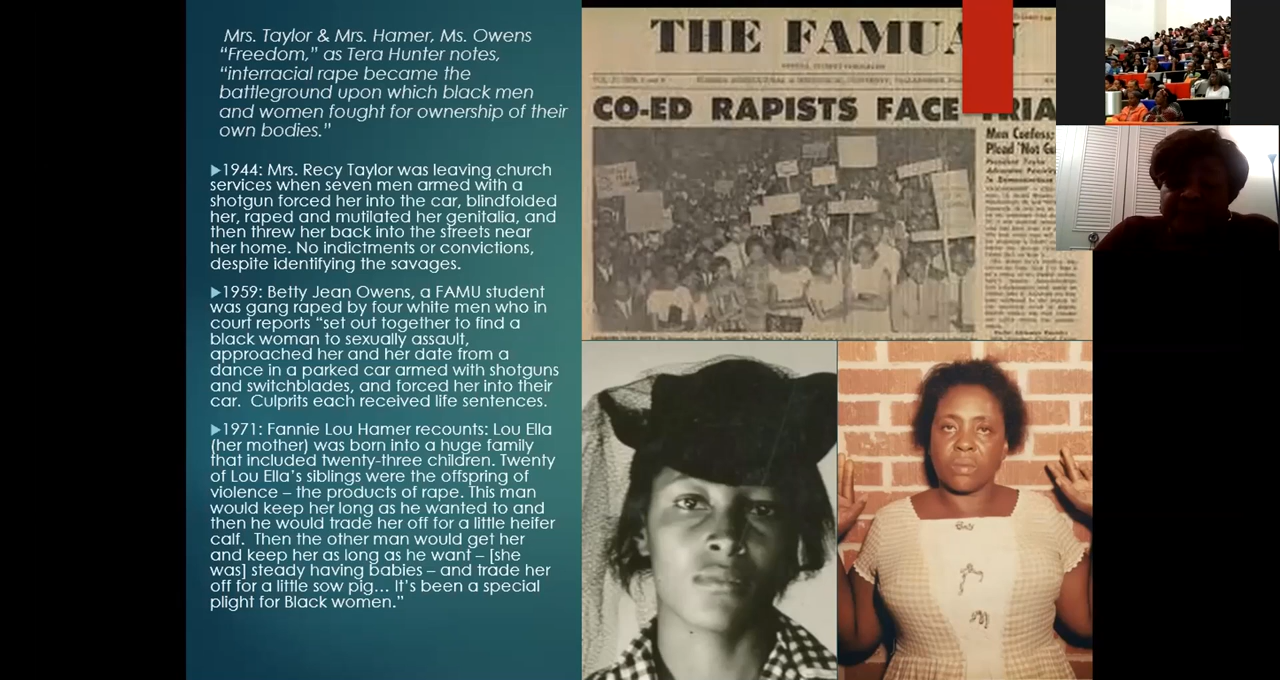 Mrs. Taylor & Mrs. Hamer, Ms. Owens
“Freedom,” as Tera Hunter notes,
“interracial rape became the
battleground upon which black men
and women fought for ownership of their
own bodies.”
1944: Mrs. Recy Taylor was leaving church
services when seven men armed with a
shotgun forced her into the car, blindfolded
her, raped and mutilated her genitalia, and
then threw her back into the streets near
her home. No indictments or convictions,
despite identifying the savages.
1959: Betty Jean Owens, a FAMU student
was gang raped by four white men who in
court reports “set out together to find a
black woman to sexually assault,
approached her and her date from a
dance in a parked car armed with shotguns
and switchblades, and forced her into their
car. Culprits each received life sentences.
1971: Fannie Lou Hamer recounts: Lou Ella
(her mother) was born into a huge family
that included twenty-three children. Twenty
of Lou Ella’s siblings were the offspring of
violence – the products of rape. This man
would keep her long as he wanted to and
then he would trade her off for a little heifer
calf. Then the other man would get her
and keep her as long as he want – [she
was] steady having babies – and trade her
off for a little sow pig… It’s been a special
plight for Black women.”
THE FAMUA
CO-ED RAPISTS FACE
Men Confess;
Plead 'Not